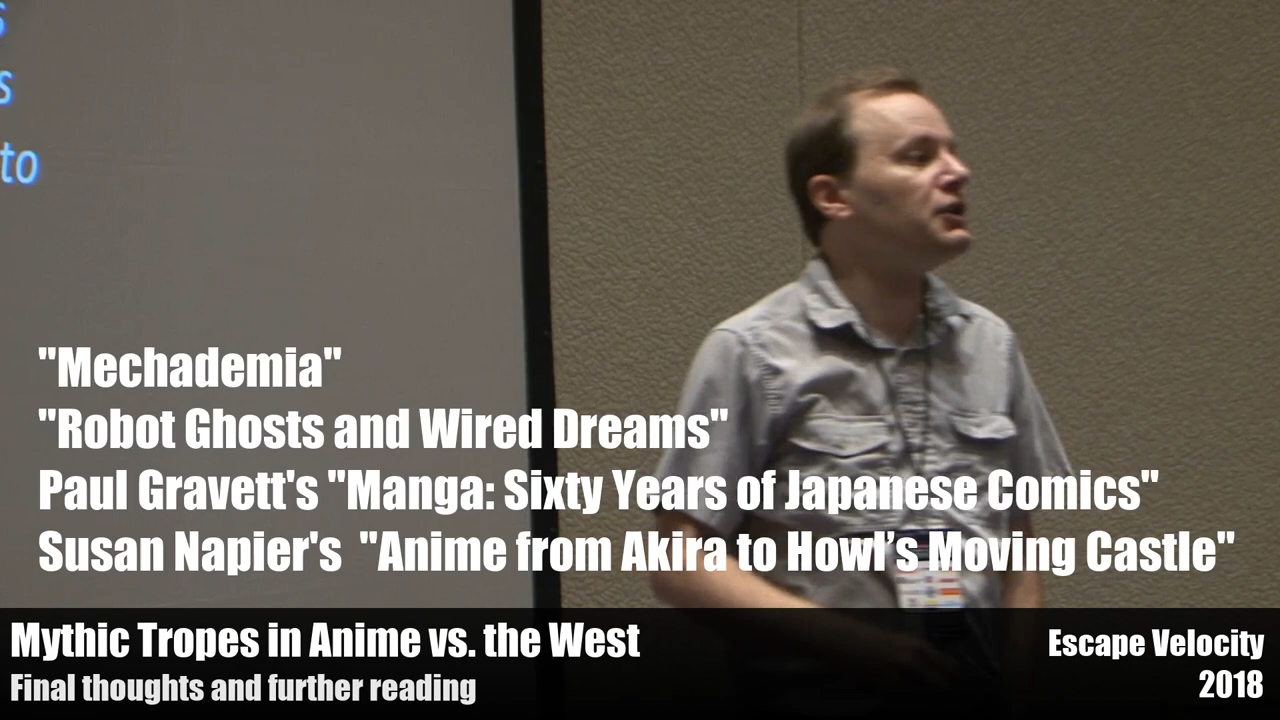 s
s
to
"Mechademia"
"Robot Ghosts and Wired Dreams"
Paul Gravett's "Manga: Sixty Years of Japanese Comics"
Susan Napier's "Anime from Akira to Howl’s Moving Castle"
Mythic Tropes in Anime vs. the West
Final thoughts and further reading
Escape Velocity
2018